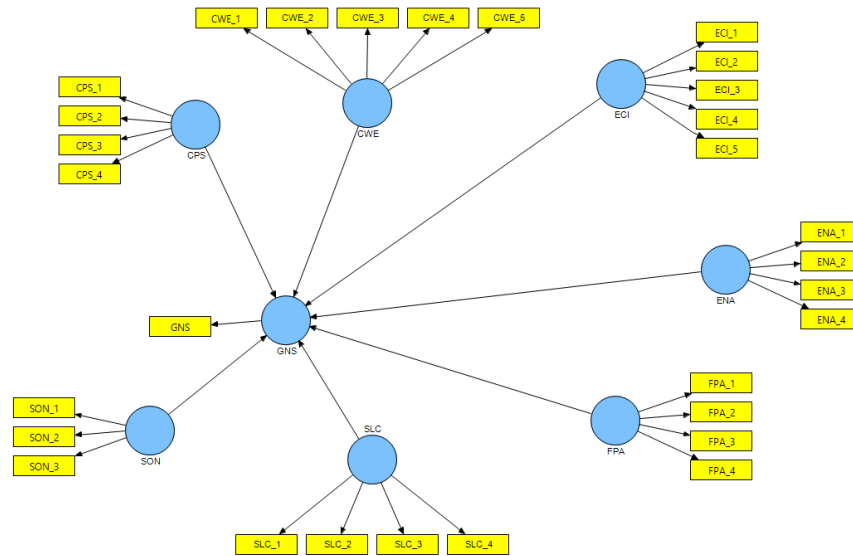 CWE_1
CWE_2
CWE_3
CWE_4
CWE_5
CWE
ECI_1
ECI_2
ECI_3
ECI_4
ECI_5
ECI
CPS_1
CPS_2
CPS_3
CPS_4
CPS
ENA_1
ENA_2
ENA_3
ENA_4
ENA
GNS
GNS
FPA_1
FPA_2
FPA_3
FPA_4
FPA
SON_1
SON_2
SON_3
SON
SLC
SLC_1
SLC_2
SLC_3
SLC_4